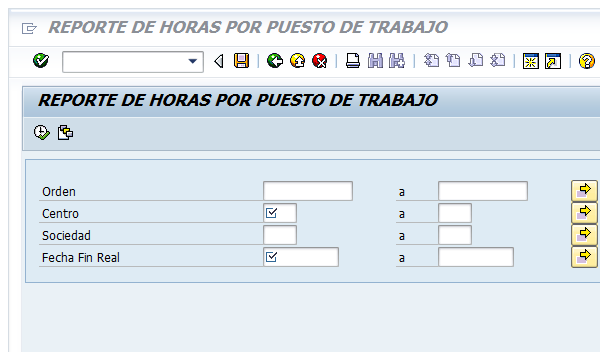 REPORTE DE HORAS POR PUESTO DE TRABAJO
REPORTE DE HORAS POR PUESTO DE TRABAJO
Orden a
Centro a
Sociedad a
Fecha Fin Real a